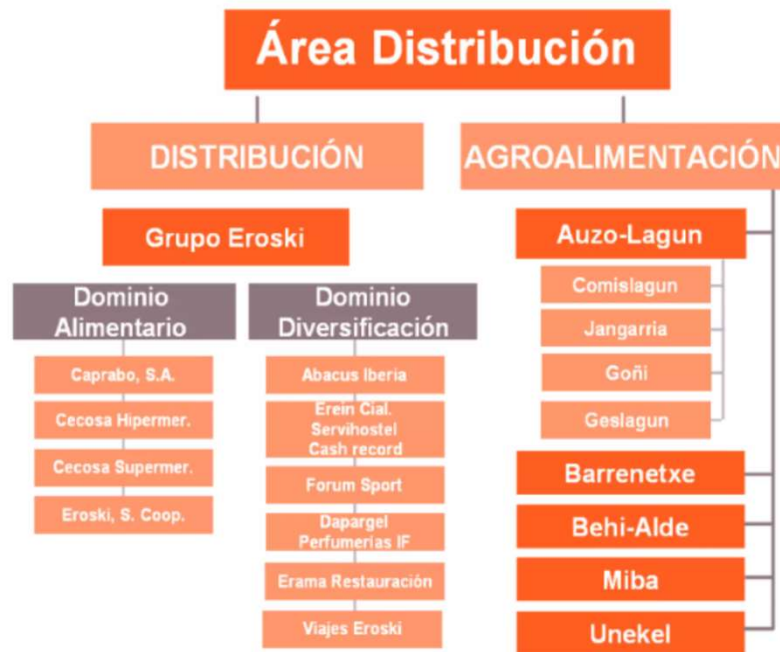 Área Distribución
DISTRIBUCIÓN
AGROALIMENTACIÓN
Grupo Eroski
Dominio
Alimentario
Caprabo, S.A.
Cecosa Hipermer.
Cecosa Supermer.
Eroski, S. Coop.
Dominio
Diversificación
Abacus Iberia
Erein Cial.
Servihostel
Cash record
Forum Sport
Dapargel
Perfumerías IF
Erama Restauración
Viajes Eroski
Auzo-Lagun
Comislagun
Jangarria
Goñi
Geslagun
Barrenetxe
Behi-Alde
Miba
Unekel